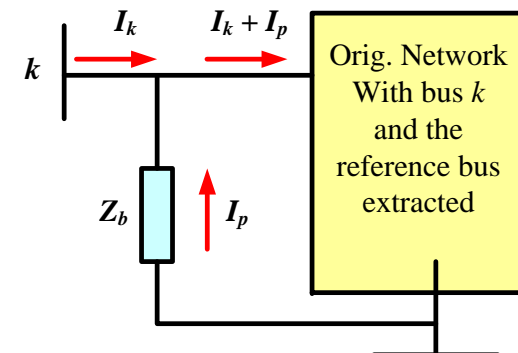 I_k
I_k + I_p
k
Orig. Network
With bus k
and the
reference bus
extracted
Z_b
I_p